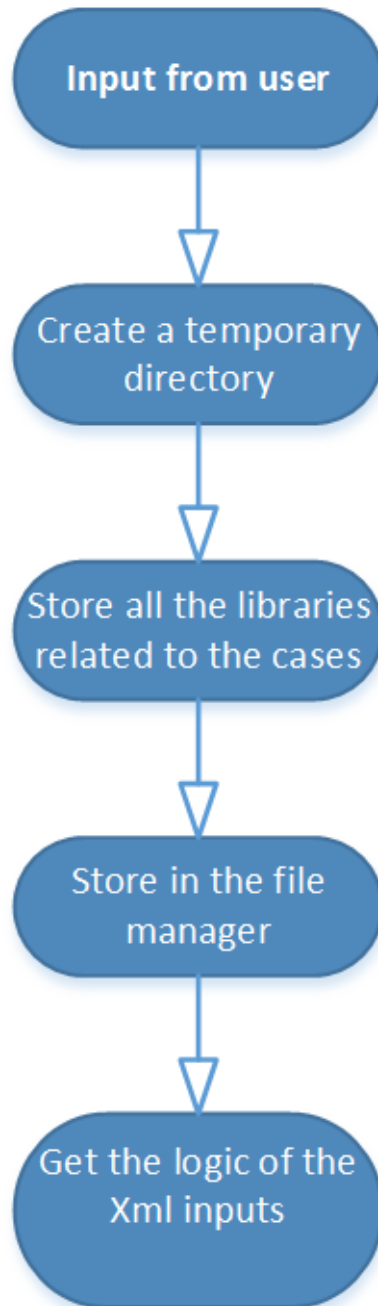 Input from user
Create a temporary
directory
Store all the libraries
related to the cases
Store in the file
manager
Get the logic of the
Xml inputs